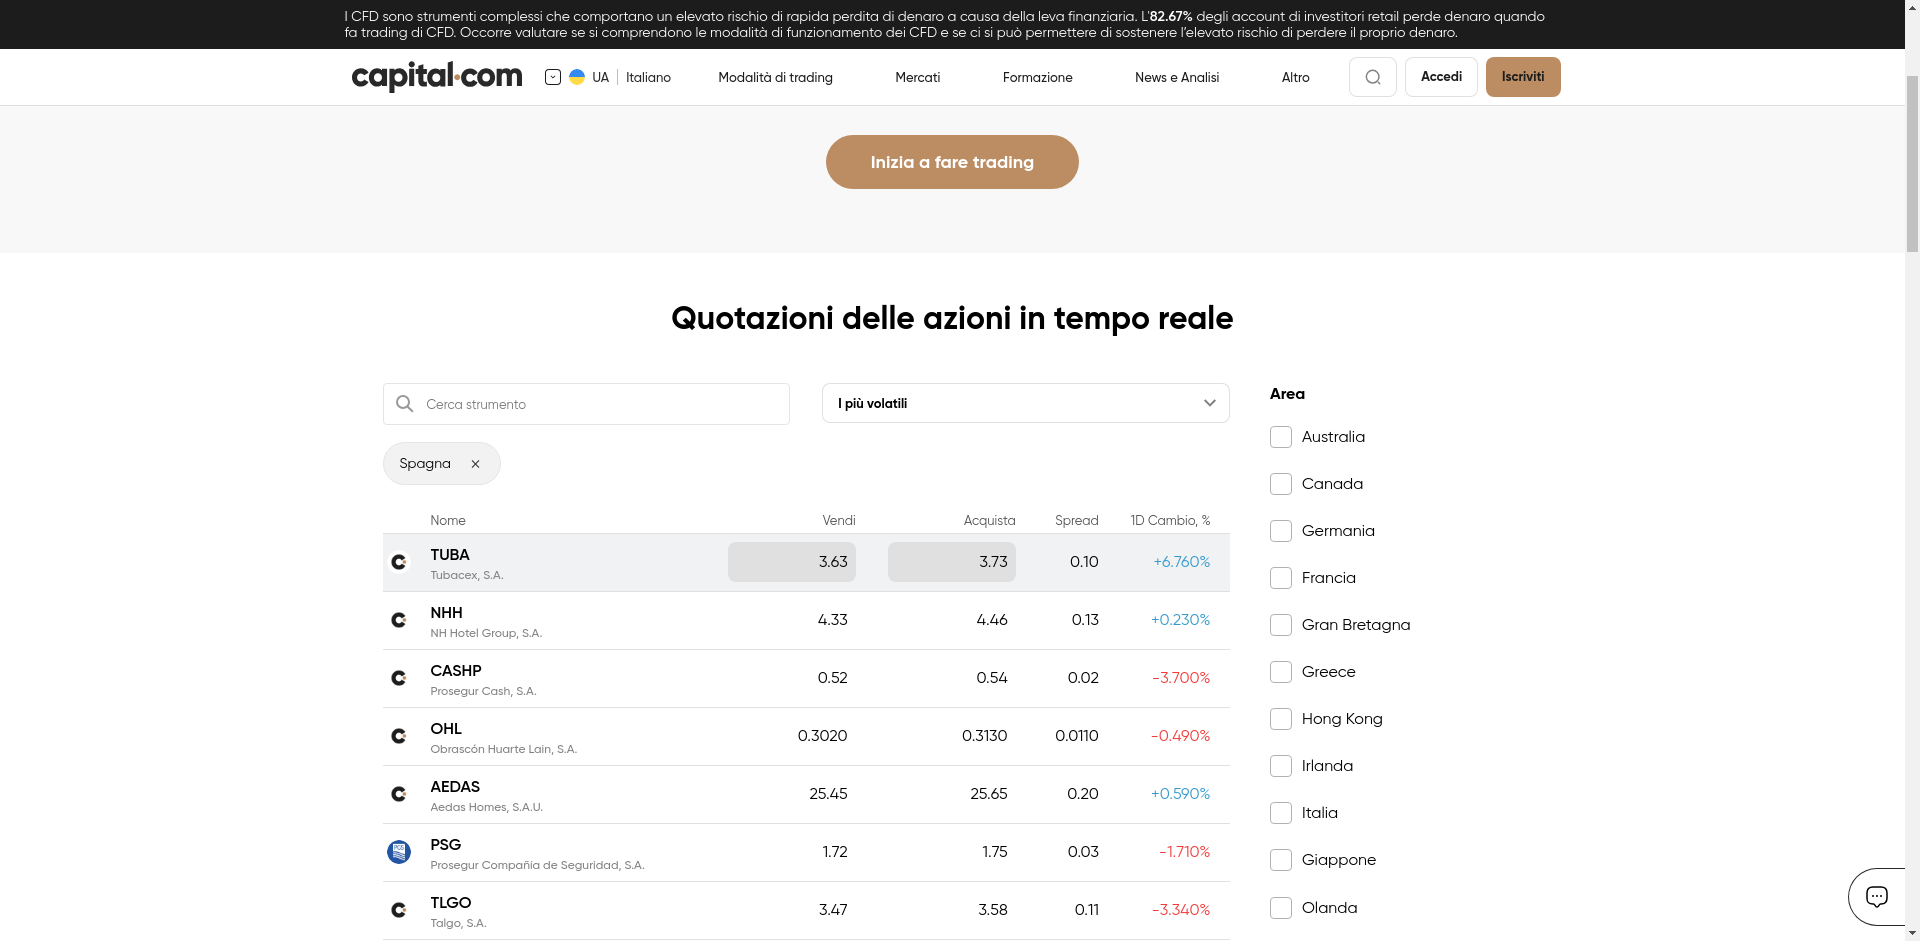 I CFD sono strumenti complessi che comportano un elevato rischio di rapida perdita di denaro a causa della leva finanziaria. L'82.67% degli account di investitori retail perde denaro quando
fa trading di CFD. Occorre valutare se si comprendono le modalità di funzionamento dei CFD e se ci si può permettere di sostenere l'elevato rischio di perdere il proprio denaro.
capital.com UA Italiano Modalità di trading Mercati Formazione News e Analisi Altro Accedi Iscriviti
Inizia a fare trading
Quotazioni delle azioni in tempo reale
Cerca strumento
I più volatili
Spagna
Nome Vendi Acquista Spread 1D Cambio, %
TUBA 3.63 3.73 0.10 +6.760%
Tubacex, S.A.
NHH 4.33 4.46 0.13 +0.230%
NH Hotel Group, S.A.
CASHP 0.52 0.54 0.02 -3.700%
Prosegur Cash, S.A.
OHL 0.3020 0.3130 0.0110 -0.490%
Obrascón Huarte Lain, S.A.
AEDAS 25.45 25.65 0.20 +0.590%
Aedas Homes, S.A.U.
PSG 1.72 1.75 0.03 -1.710%
Prosegur Compañía de Seguridad, S.A.
TLGO 3.47 3.58 0.11 -3.340%
Talgo, S.A.
Area
Australia
Canada
Germania
Francia
Gran Bretagna
Greece
Hong Kong
Irlanda
Italia
Giappone
Olanda